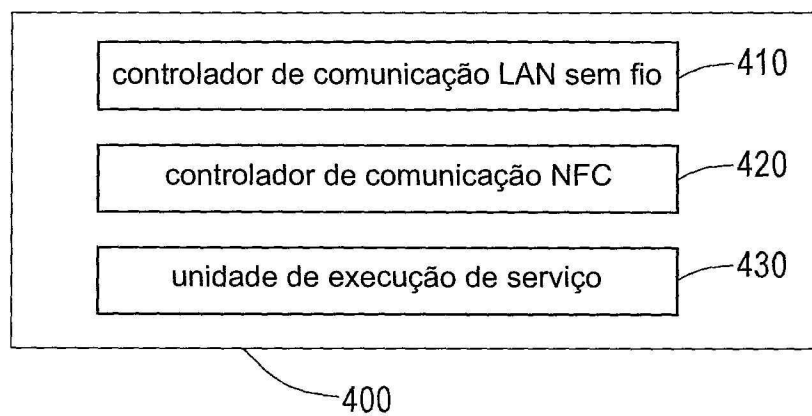 controlador de comunicação LAN sem fio 410
controlador de comunicação NFC 420
unidade de execução de serviço 430
400